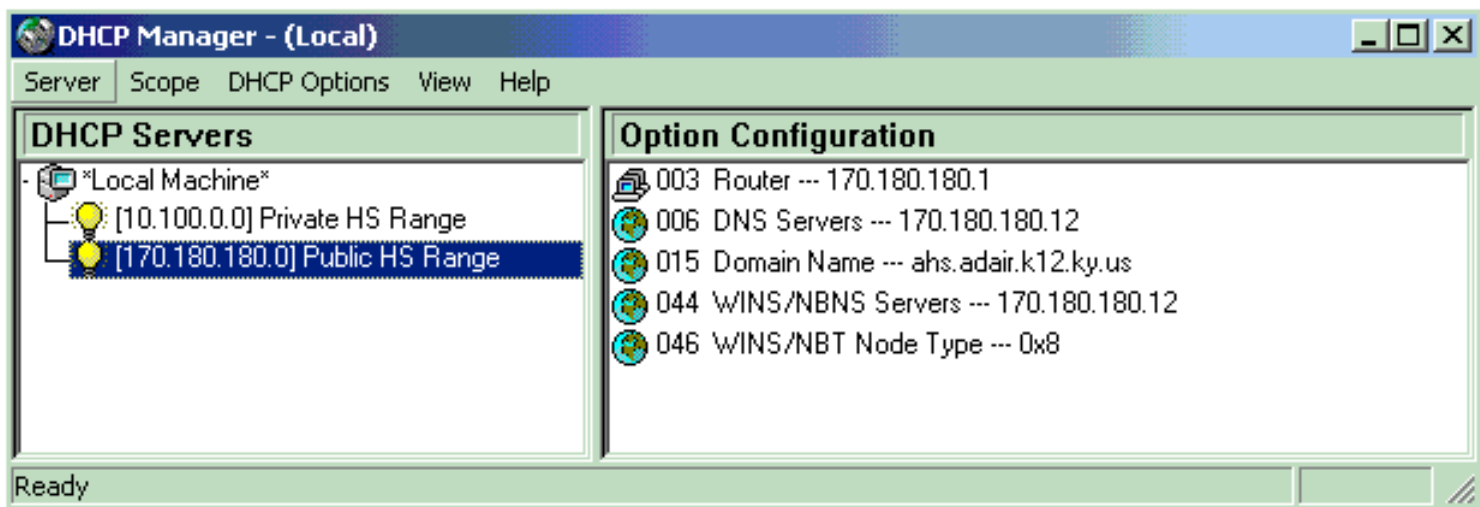 DHCP Manager - (Local)
Server Scope DHCP Options View Help
DHCP Servers
*Local Machine*
[10.100.0.0] Private HS Range
[170.180.180.0] Public HS Range
Option Configuration
003 Router --- 170.180.180.1
006 DNS Servers --- 170.180.180.12
015 Domain Name --- ahs.adair.k12.ky.us
044 WINS/NBNS Servers --- 170.180.180.12
046 WINS/NBT Node Type --- 0x8
Ready